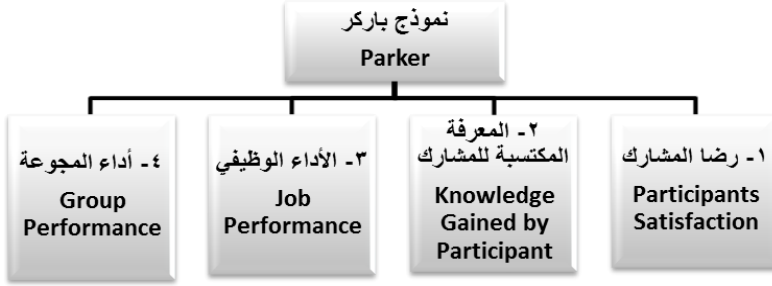 نموذج باركر
Parker
١- رضا المشارك
Participants
Satisfaction
٢- المعرفة
المكتسبة للمشارك
Knowledge
Gained by
Participant
٣- الأداء الوظيفي
Job
Performance
٤- أداء المجوعة
Group
Performance